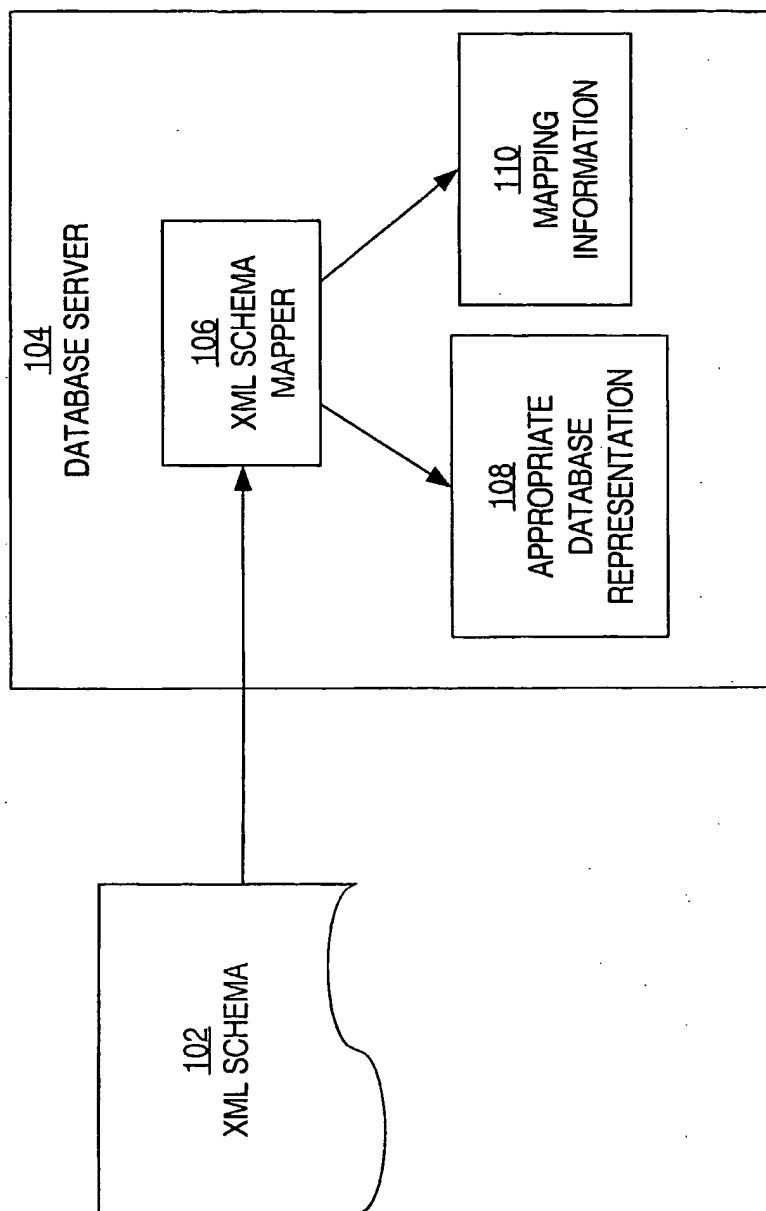 102
XML SCHEMA
104
DATABASE SERVER
106
XML SCHEMA
MAPPER
108
APPROPRIATE
DATABASE
REPRESENTATION
110
MAPPING
INFORMATION